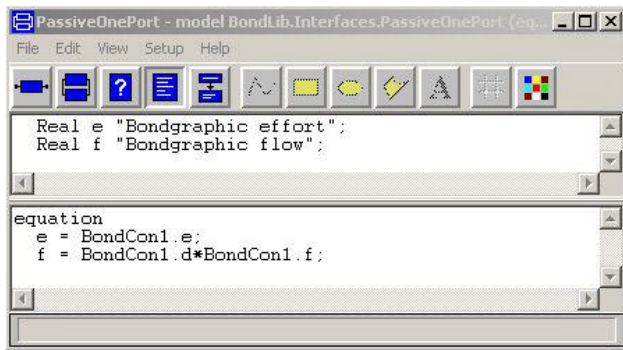 PassiveOnePort - model BondLib.Interfaces.PassiveOnePort (eq...
File Edit View Setup Help
?
A
Real e "Bondgraphic effort";
Real f "Bondgraphic flow";
equation
e = BondCon1.e;
f = BondCon1.d*BondCon1.f;